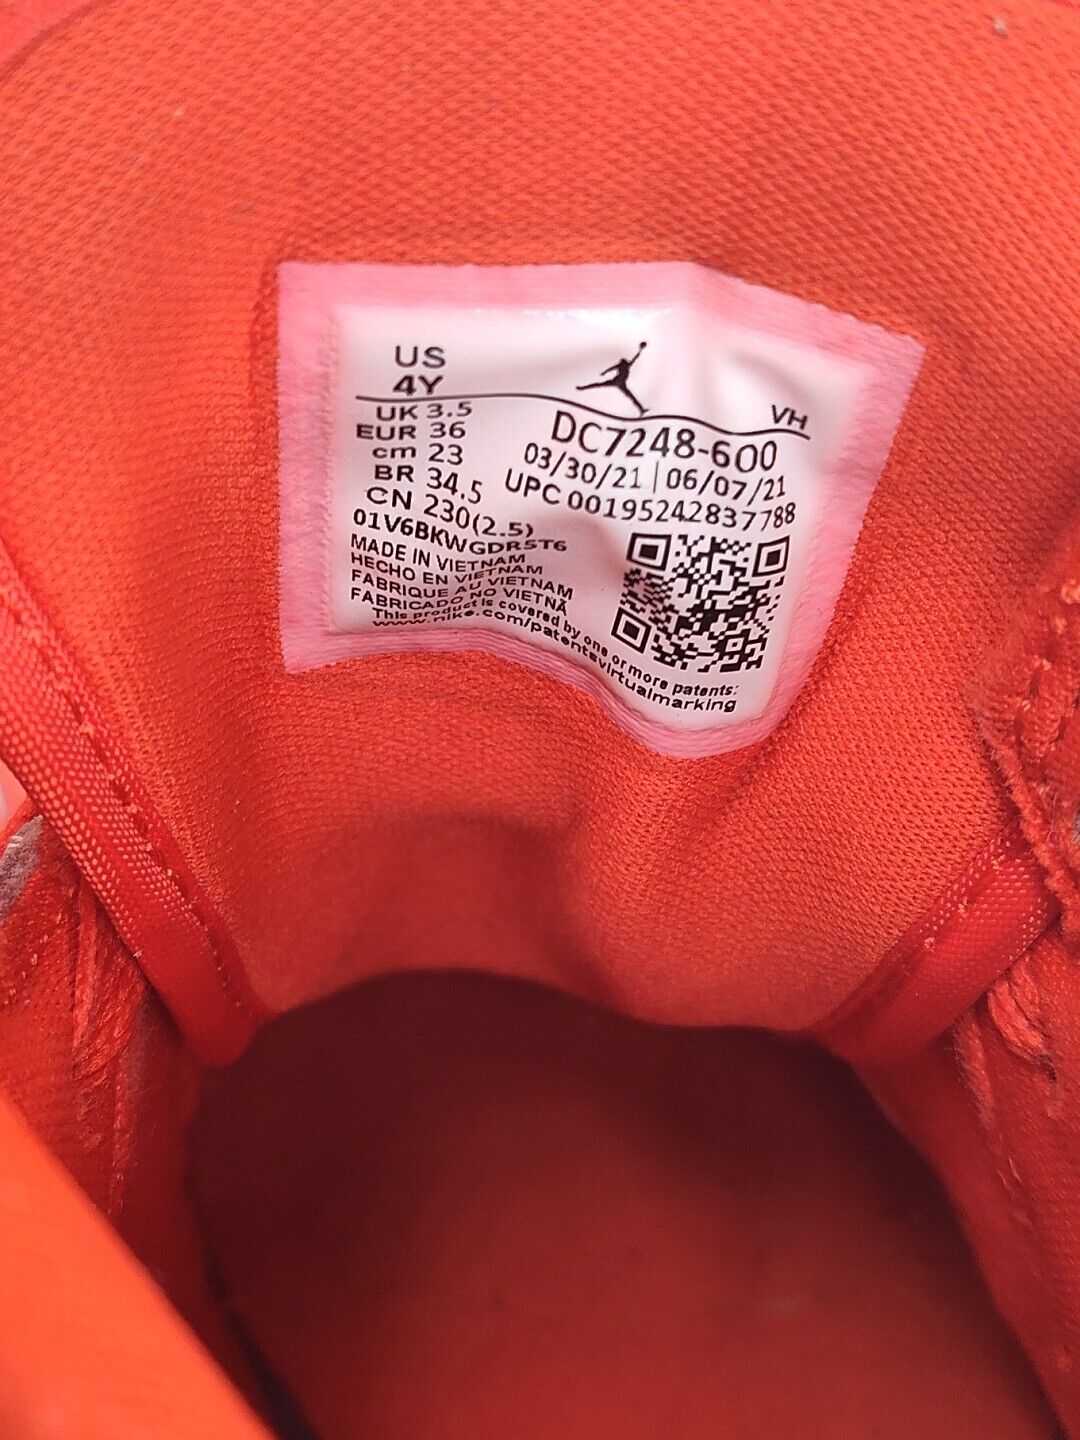 US
4Y
UK 3.5
EUR 36
cm 23
BR 34.5
CN 230(2.5)
VH
DC7248-600
03/30/21 | 06/07/21
UPC 00195242837788
01V6BKWGDR5T6
MADE IN VIETNAM
HECHO EN VIETNAM
FABRIQUE AU VIETNAM
FABRICADO NO VIETNÃ
This product is covered by one or more patents:
www.nike.com/patentsvirtualmarking